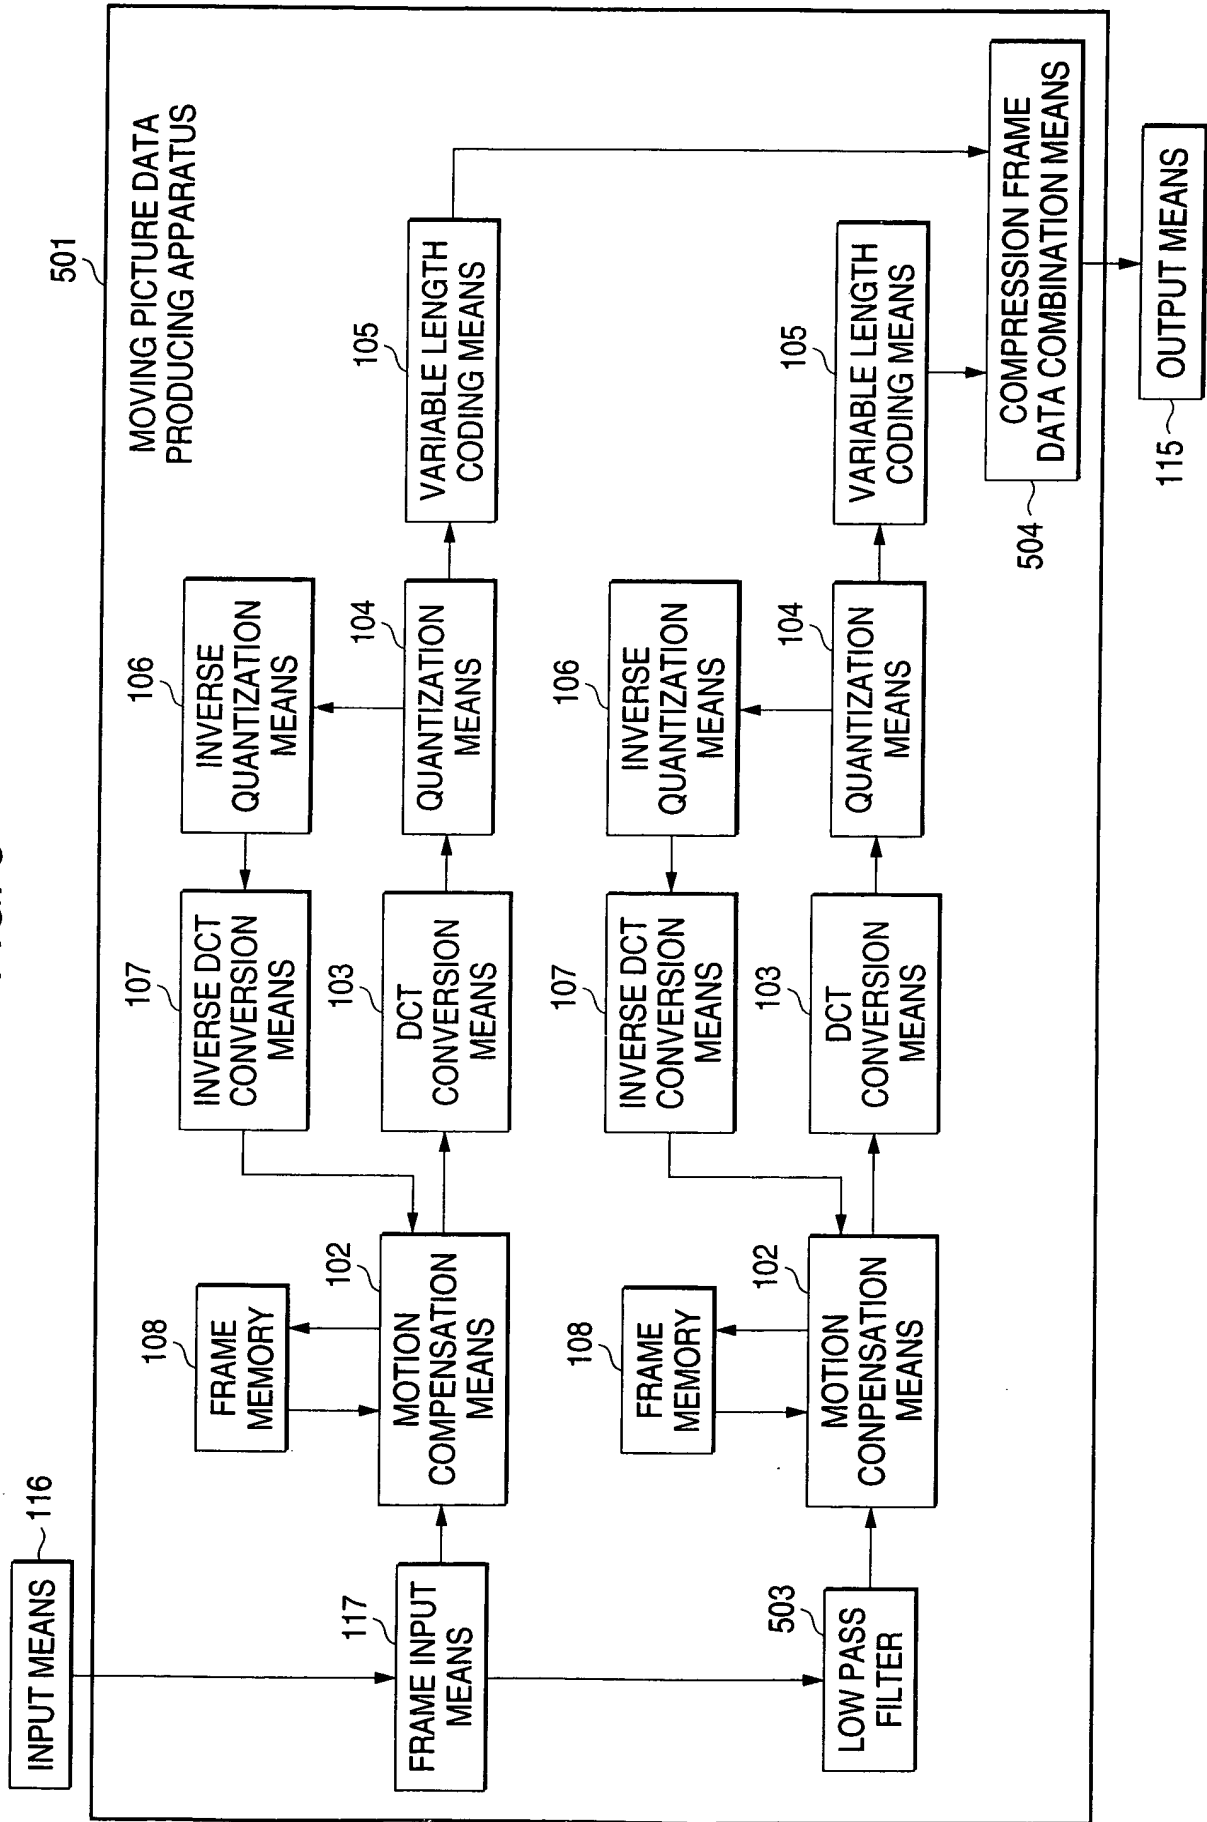 501
MOVING PICTURE DATA
PRODUCING APPARATUS
INPUT MEANS
116
117
FRAME INPUT
MEANS
108
FRAME
MEMORY
102
MOTION
COMPENSATION
MEANS
107
INVERSE DCT
CONVERSION
MEANS
103
DCT
CONVERSION
MEANS
106
INVERSE
QUANTIZATION
MEANS
104
QUANTIZATION
MEANS
105
VARIABLE LENGTH
CODING MEANS
503
LOW PASS
FILTER
108
FRAME
MEMORY
102
MOTION
CONPENSATION
MEANS
107
INVERSE DCT
CONVERSION
MEANS
103
DCT
CONVERSION
MEANS
106
INVERSE
QUANTIZATION
MEANS
104
QUANTIZATION
MEANS
105
VARIABLE LENGTH
CODING MEANS
504
COMPRESSION FRAME
DATA COMBINATION MEANS
115
OUTPUT MEANS